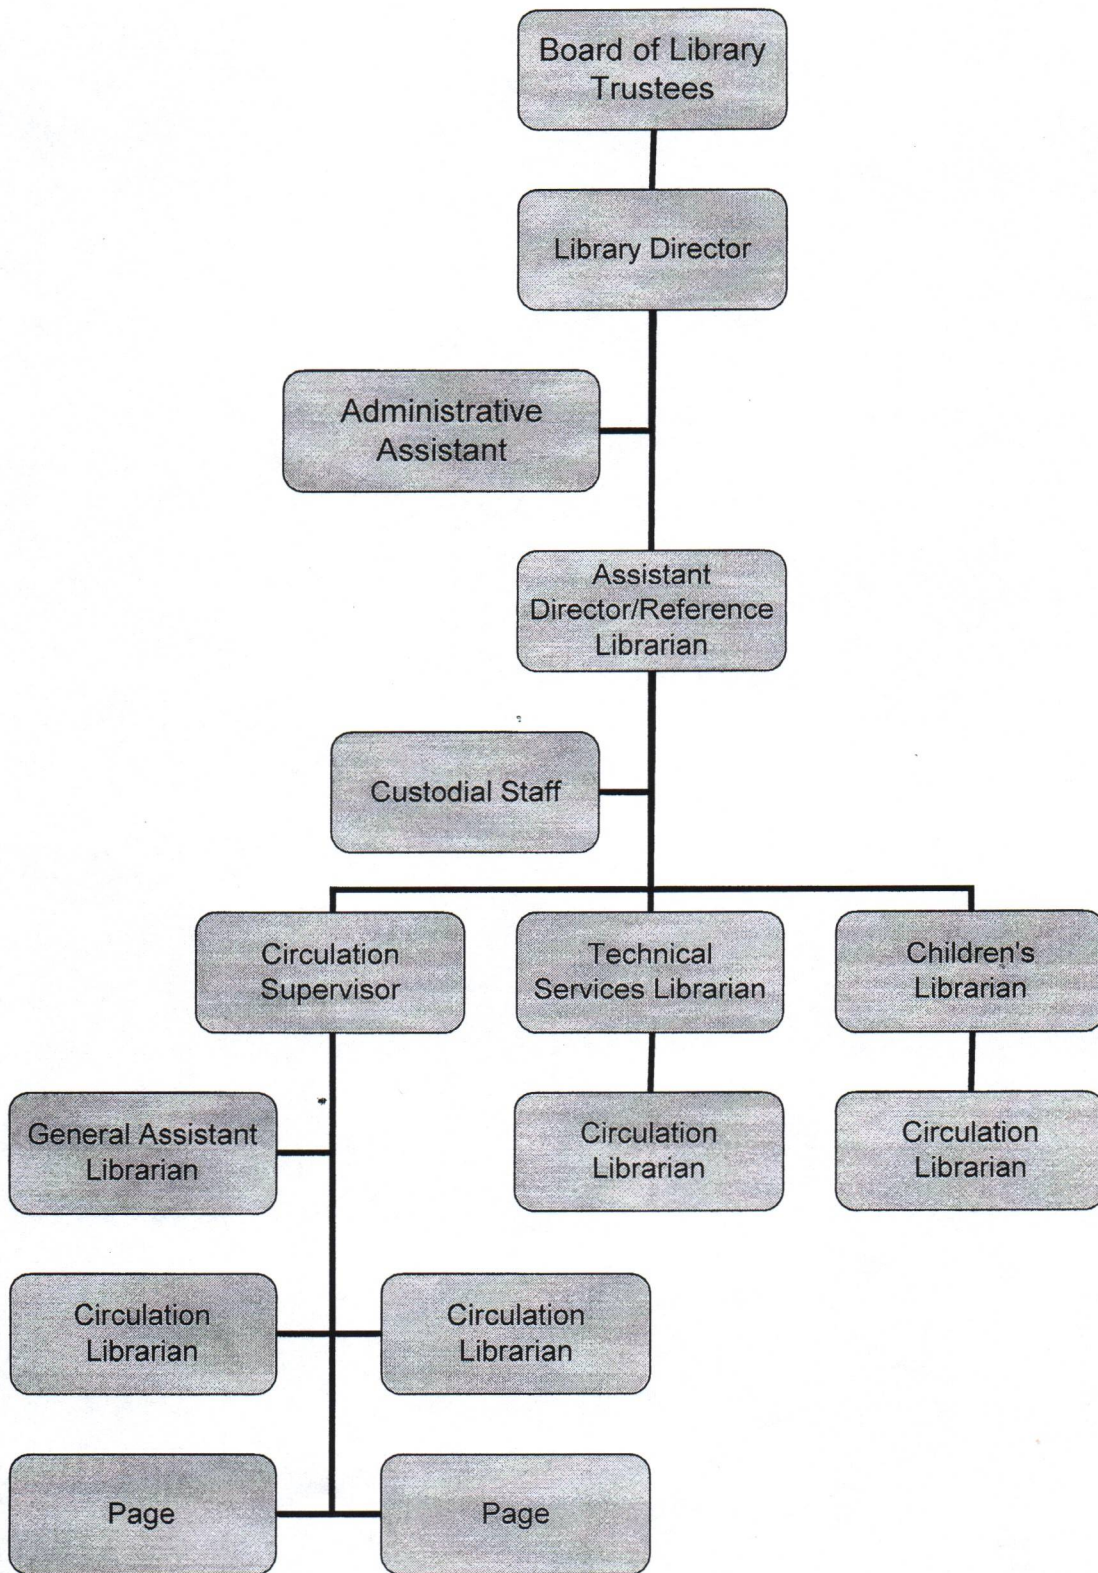 Board of Library
Trustees
Library Director
Administrative
Assistant
Assistant
Director/Reference
Librarian
Custodial Staff
Circulation
Supervisor
Technical
Services Librarian
Children's
Librarian
General Assistant
Librarian
Circulation
Librarian
Circulation
Librarian
Circulation
Librarian
Circulation
Librarian
Page
Page